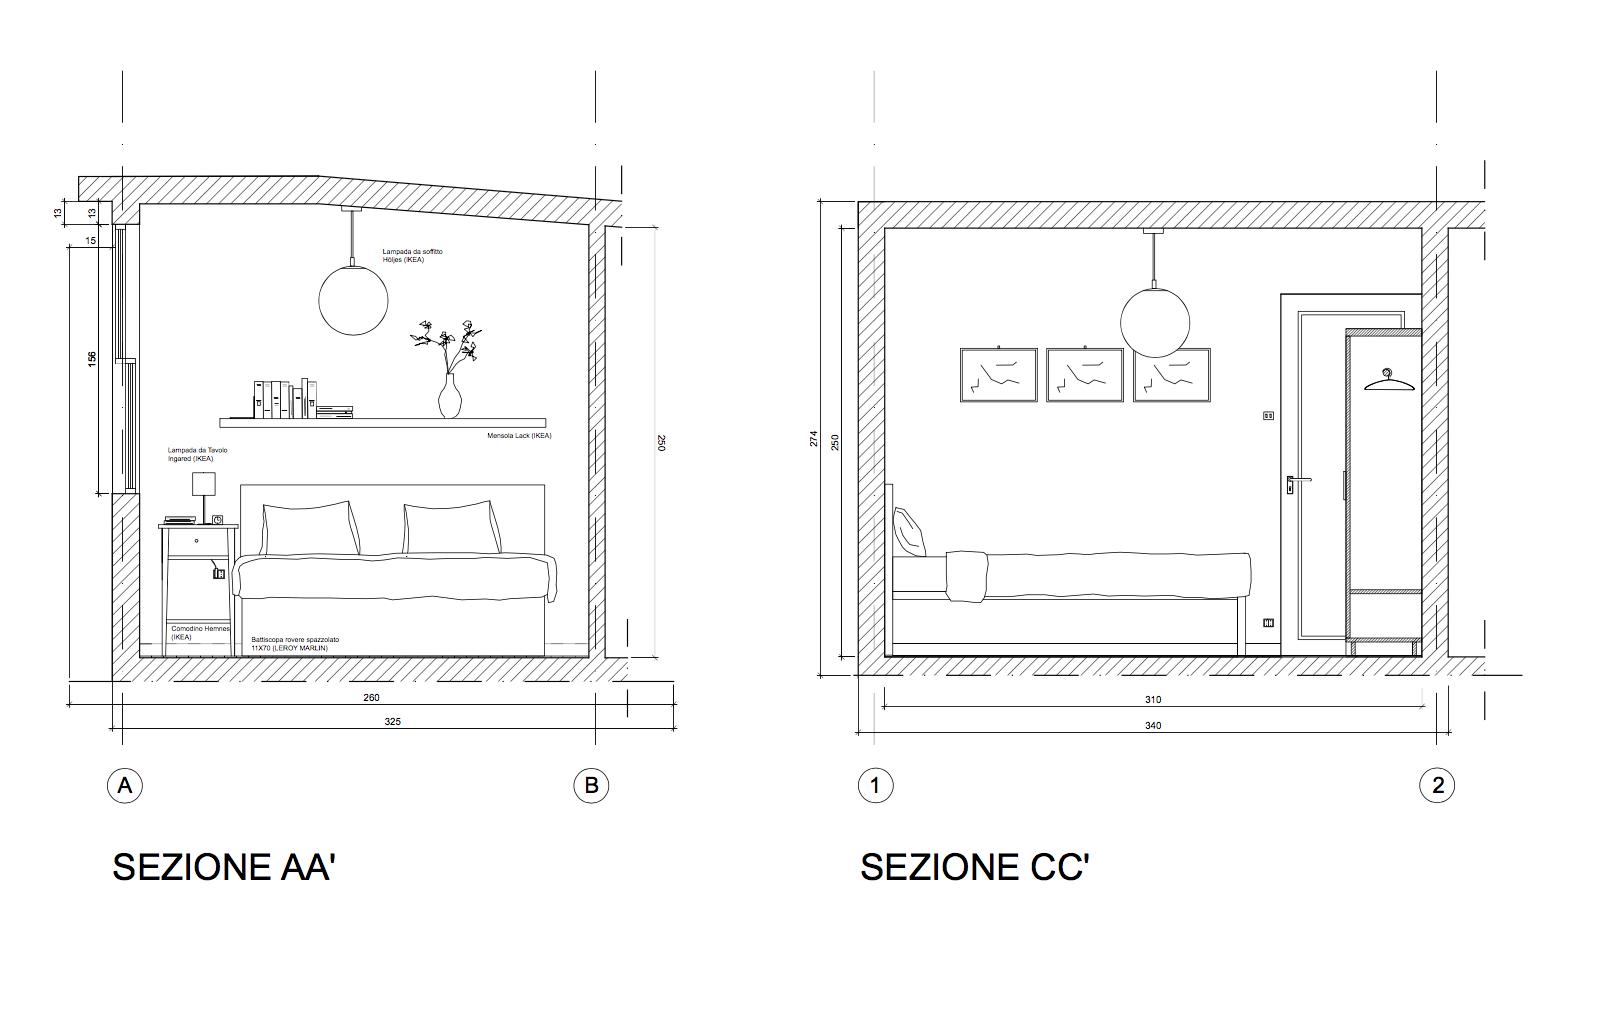 13
13
15
156
Lampada da soffitto
Höljes (IKEA)
Mensola Lack (IKEA)
Lampada da Tavolo
Ingared (IKEA)
250
Comodino Hemnes
(IKEA)
Battiscopa rovere spazzolato
11X70 (LEROY MARLIN)
260
325
A
B
SEZIONE AA'
274
250
310
340
1
2
SEZIONE CC'